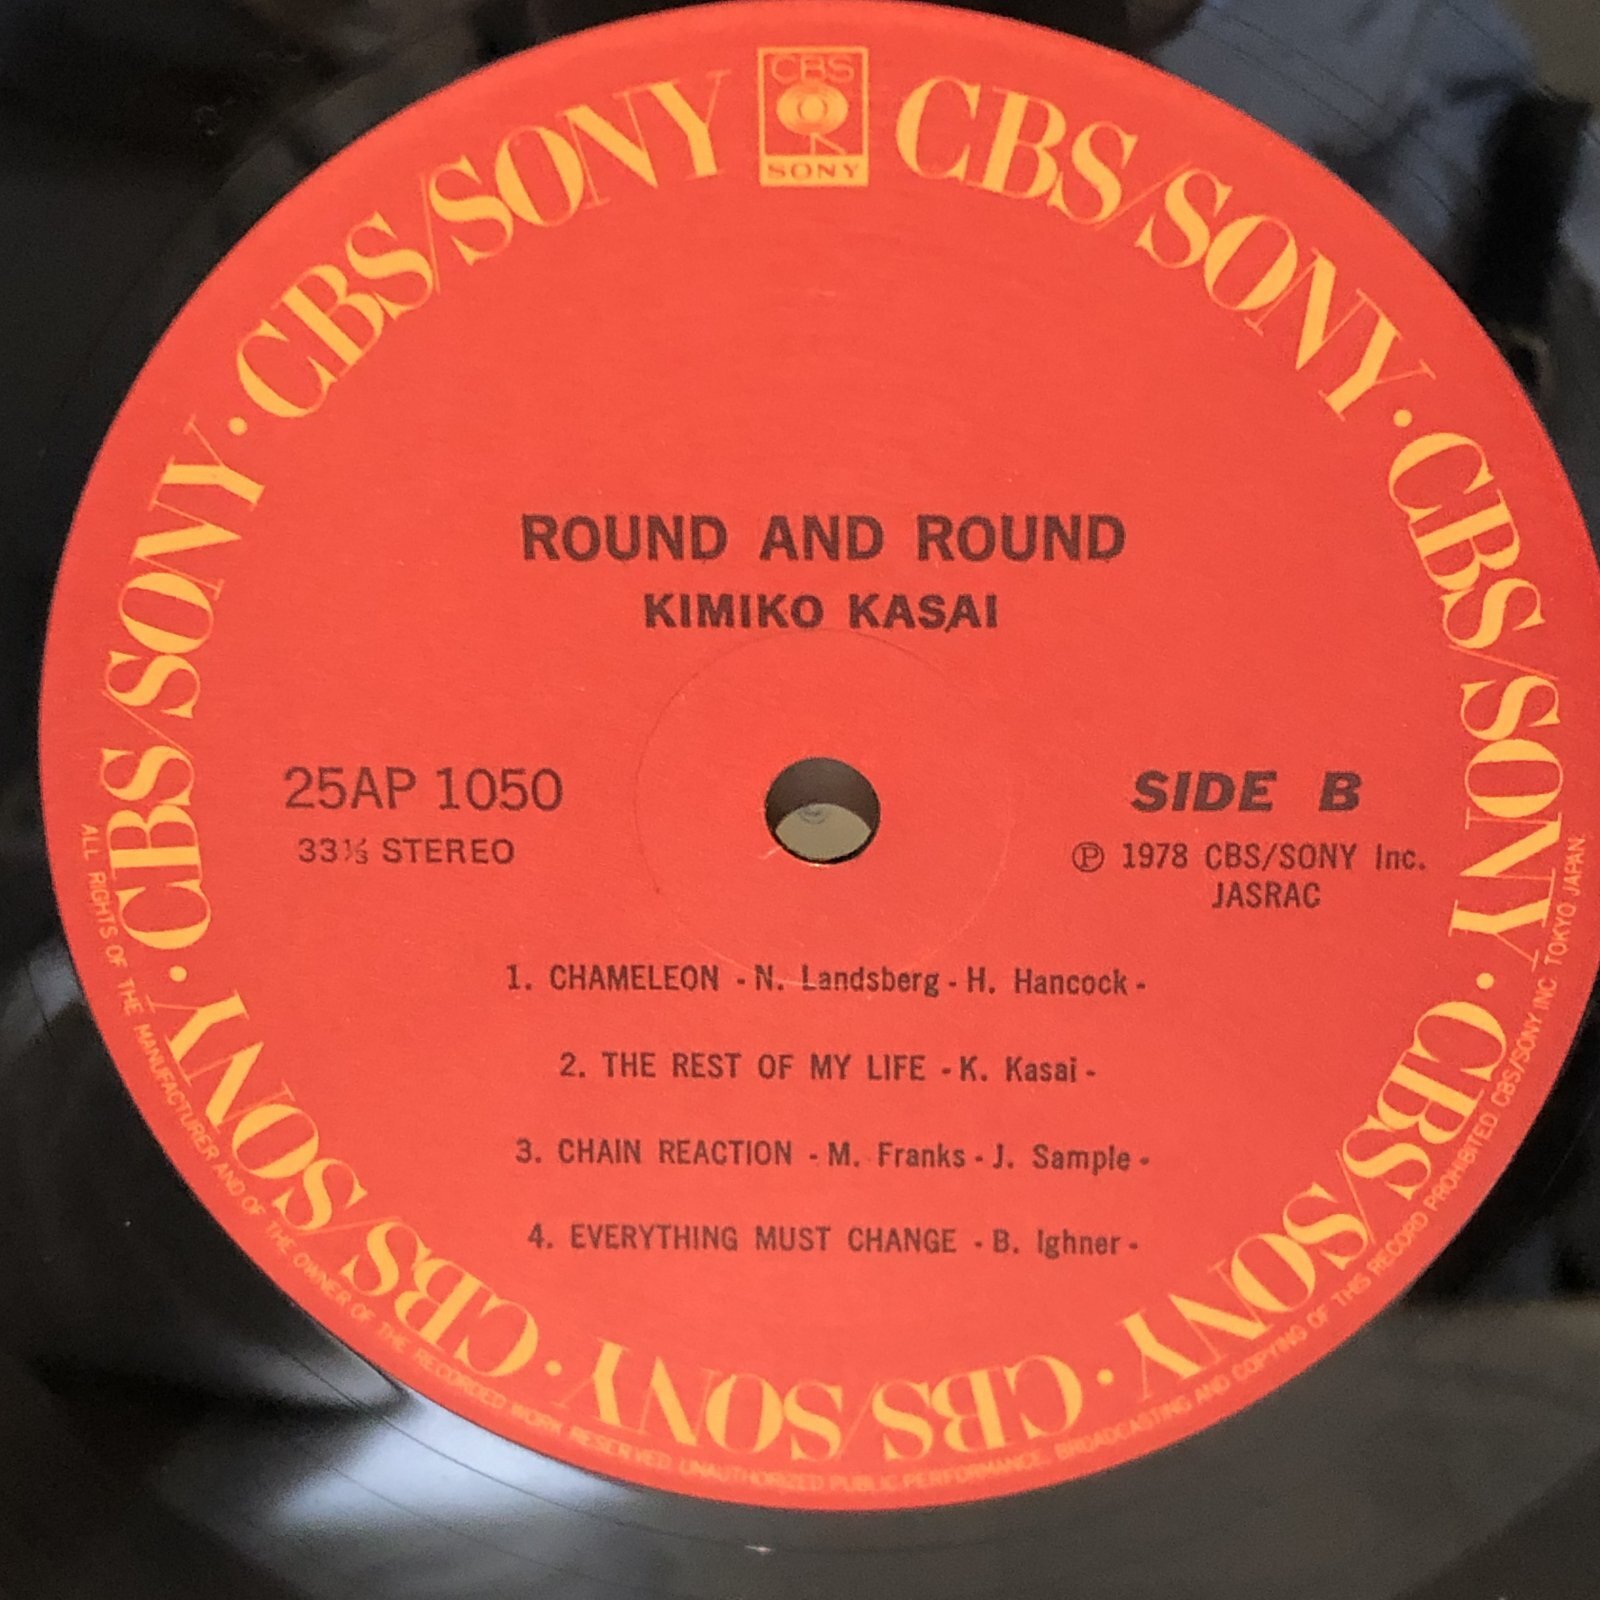 CBS
SONY
CBS/SONY · CBS/SONY · CBS/SONY · CBS/SONY · CBS/SONY · CBS/SONY · CBS/SONY · CBS/SONY
ROUND AND ROUND
KIMIKO KASAI
25AP 1050
33⅓ STEREO
SIDE B
Ⓟ 1978 CBS/SONY Inc.
JASRAC
1. CHAMELEON - N. Landsberg - H. Hancock -
2. THE REST OF MY LIFE - K. Kasai -
3. CHAIN REACTION - M. Franks - J. Sample -
4. EVERYTHING MUST CHANGE - B. Ighner -
ALL RIGHTS OF THE MANUFACTURER AND OF THE OWNER OF THE RECORDED WORK RESERVED UNAUTHORIZED PUBLIC PERFORMANCE, BROADCASTING AND COPYING OF THIS RECORD PROHIBITED CBS/SONY INC. TOKYO JAPAN